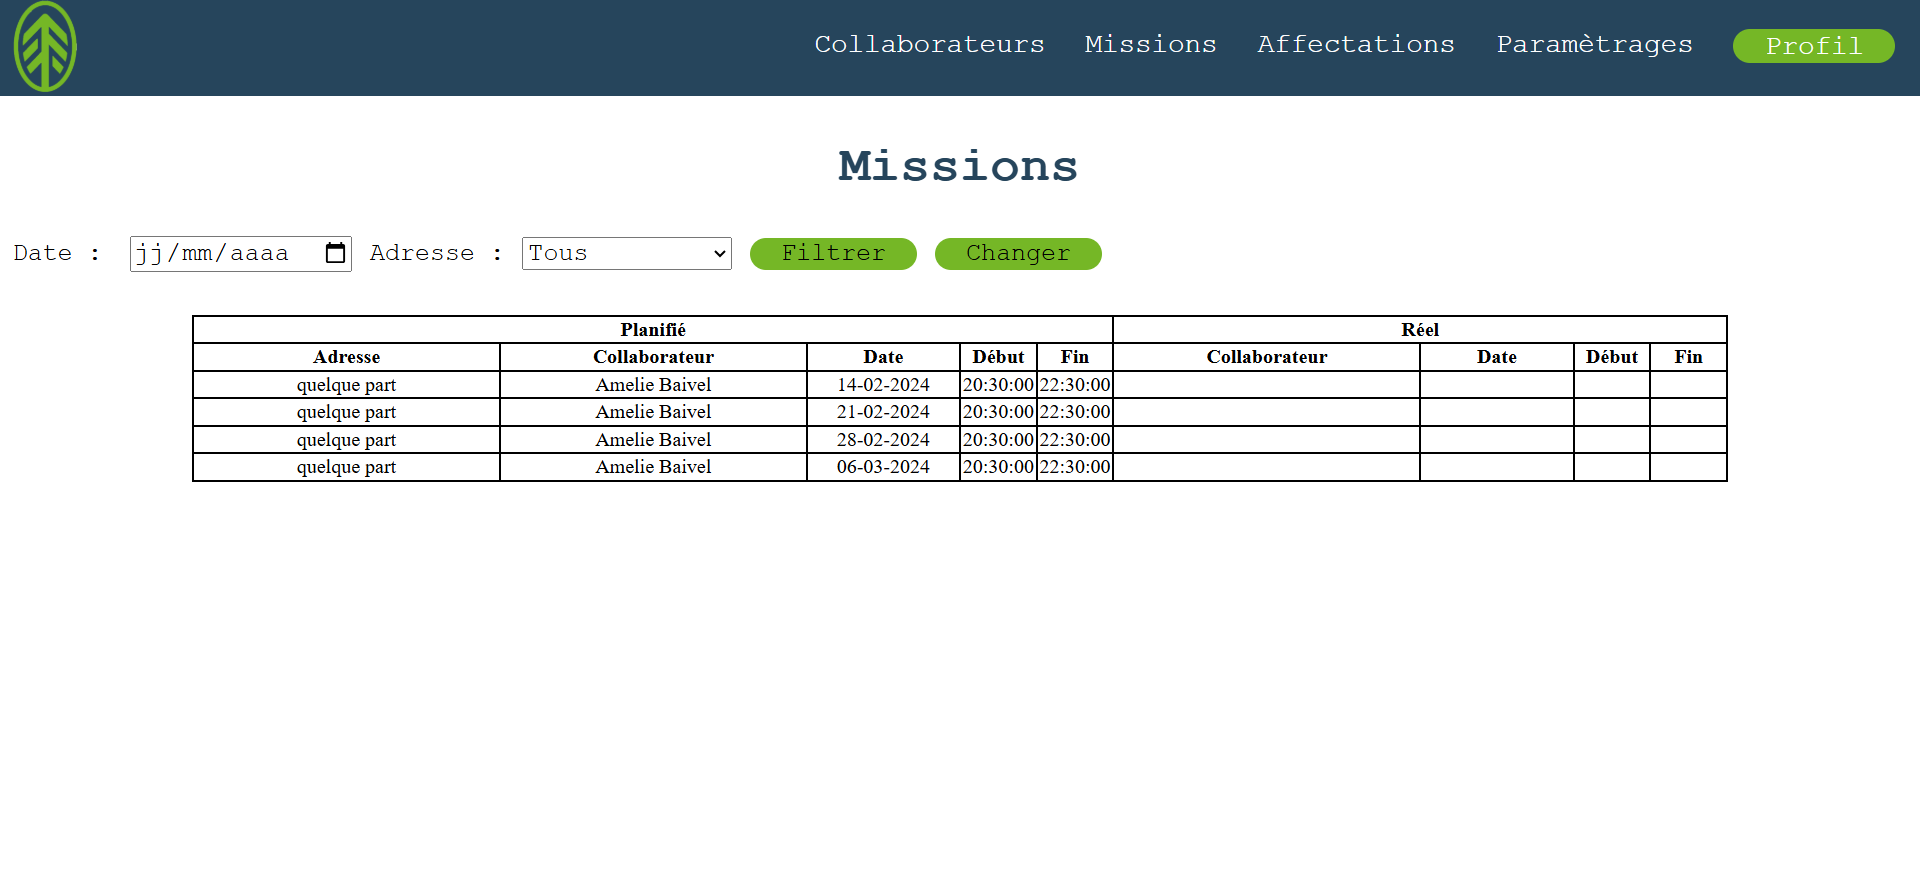 Collaborateurs Missions Affectations Paramètrages Profil
Missions
Date : jj/mm/aaaa Adresse : Tous Filtrer Changer
Planifié Réel
Adresse Collaborateur Date Début Fin Collaborateur Date Début Fin
quelque part Amelie Baivel 14-02-2024 20:30:00 22:30:00
quelque part Amelie Baivel 21-02-2024 20:30:00 22:30:00
quelque part Amelie Baivel 28-02-2024 20:30:00 22:30:00
quelque part Amelie Baivel 06-03-2024 20:30:00 22:30:00